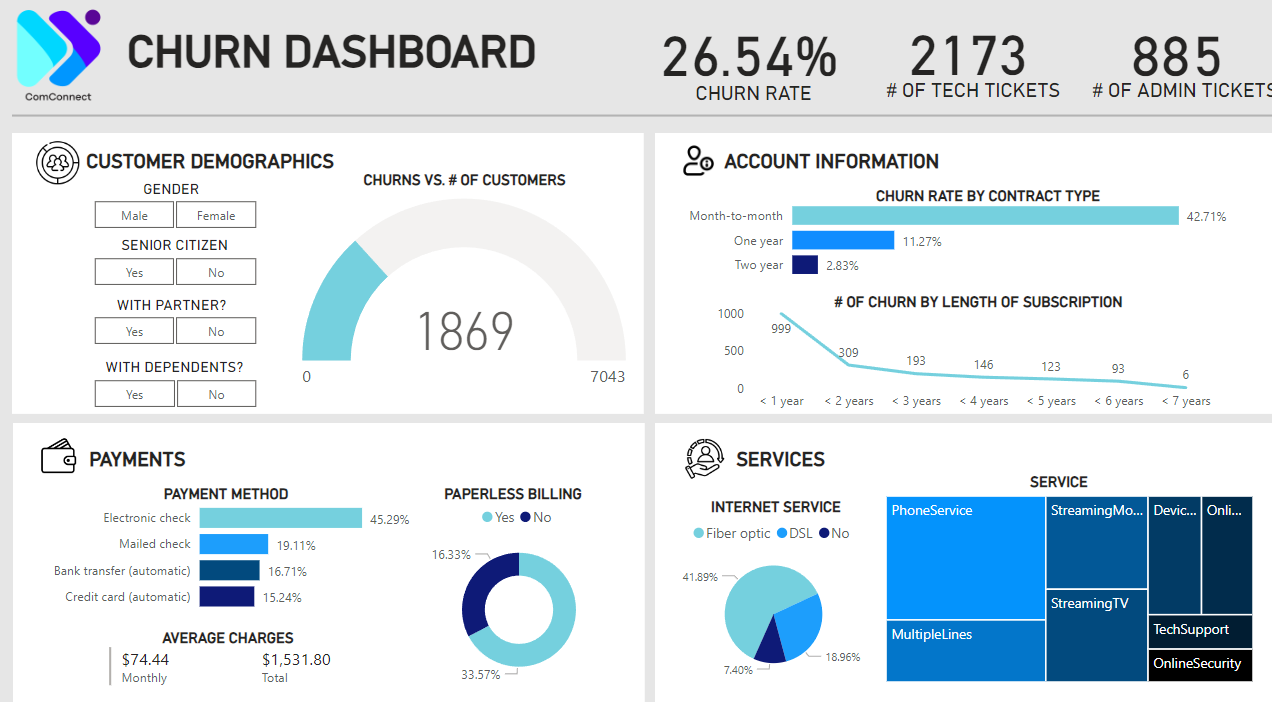 ComConnect
CHURN DASHBOARD
26.54%
CHURN RATE
2173
# OF TECH TICKETS
885
# OF ADMIN TICKETS
CUSTOMER DEMOGRAPHICS
GENDER
Male Female
SENIOR CITIZEN
Yes No
WITH PARTNER?
Yes No
WITH DEPENDENTS?
Yes No
CHURNS VS. # OF CUSTOMERS
1869
0 7043
ACCOUNT INFORMATION
CHURN RATE BY CONTRACT TYPE
Month-to-month 42.71%
One year 11.27%
Two year 2.83%
# OF CHURN BY LENGTH OF SUBSCRIPTION
1000
500
0
999 309 193 146 123 93 6
< 1 year < 2 years < 3 years < 4 years < 5 years < 6 years < 7 years
PAYMENTS
PAYMENT METHOD
Electronic check 45.29%
Mailed check 19.11%
Bank transfer (automatic) 16.71%
Credit card (automatic) 15.24%
AVERAGE CHARGES
$74.44 $1,531.80
Monthly Total
PAPERLESS BILLING
Yes No
16.33%
33.57%
SERVICES
INTERNET SERVICE
Fiber optic DSL No
41.89%
18.96%
7.40%
SERVICE
PhoneService StreamingMo... Devic... Onli...
StreamingTV
MultipleLines TechSupport
OnlineSecurity